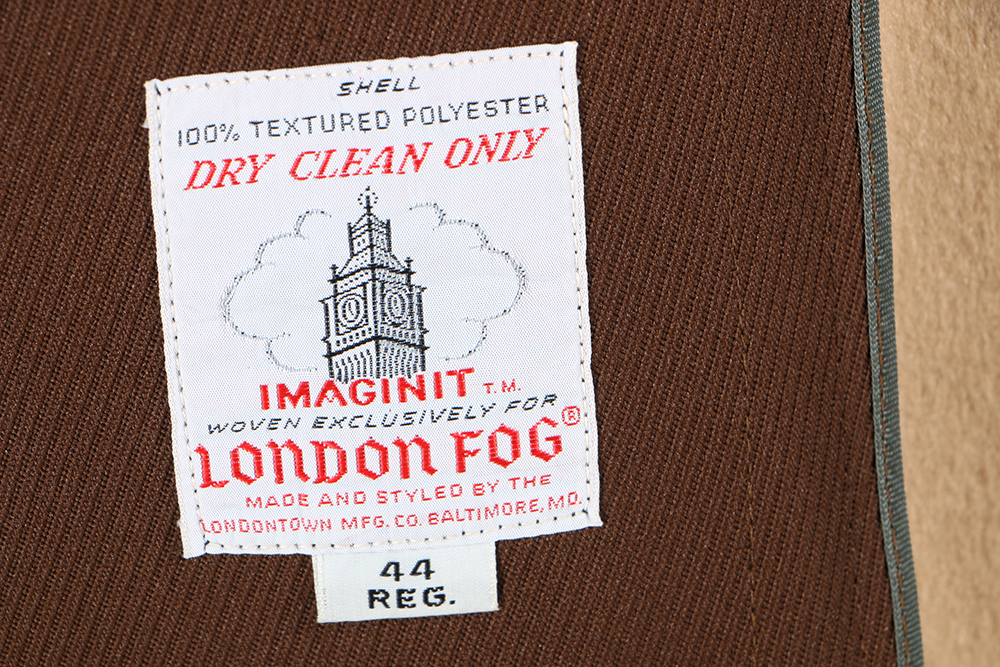 SHELL
100% TEXTURED POLYESTER
DRY CLEAN ONLY
IMAGINIT T.M.
WOVEN EXCLUSIVELY FOR
LONDON FOG®
MADE AND STYLED BY THE
LONDONTOWN MFG. CO. BALTIMORE, MD.
44
REG.